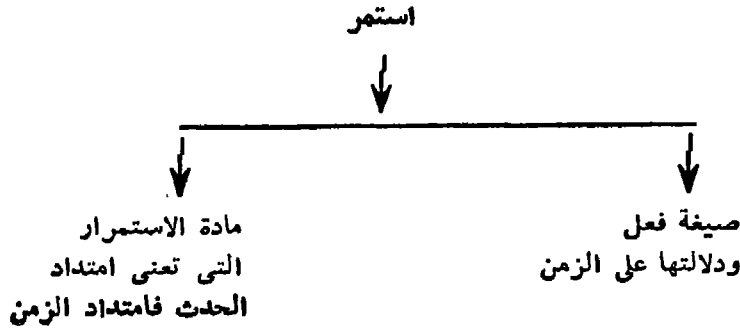 استمر
صيغة فعل
ودلالتها على الزمن
مادة الاستمرار
التى تعنى امتداد
الحدث فامتداد الزمن